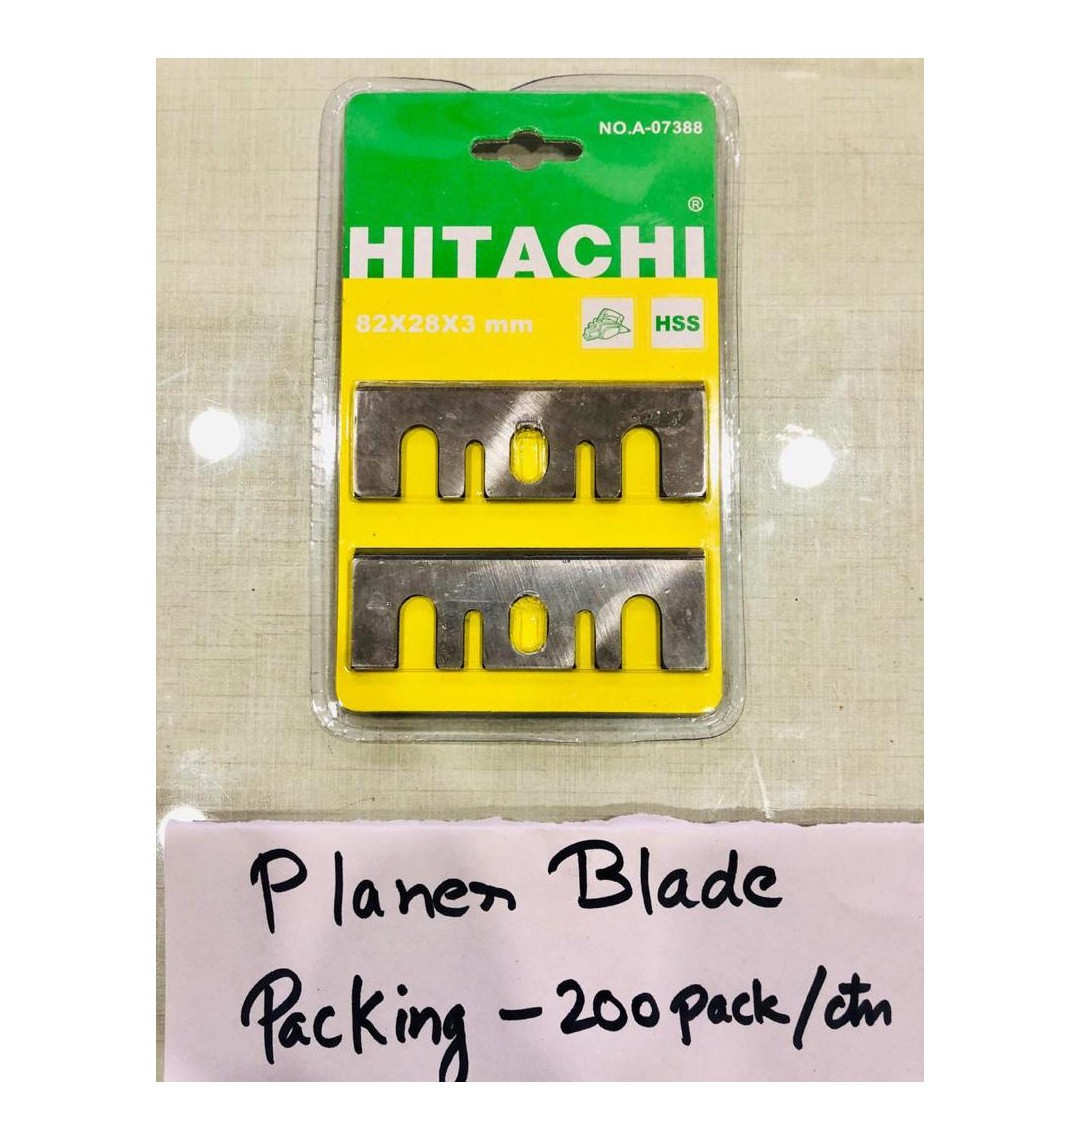 NO.A-07388
®
HITACHI
82X28X3 mm
HSS
Planer Blade
Packing - 200 pack/ctn